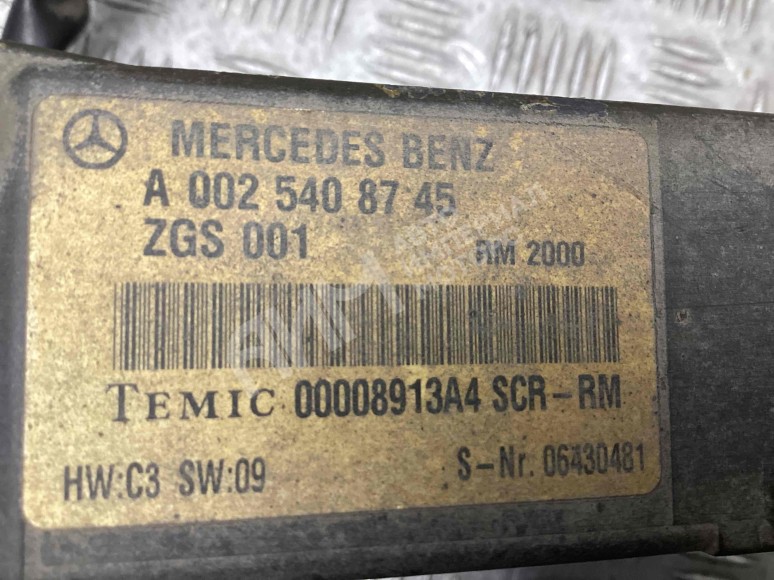 MERCEDES BENZ
A 002 540 87 45
ZGS 001 RM 2000
TEMIC 00008913A4 SCR-RM
HW:C3 SW:09 S-Nr. 06430481